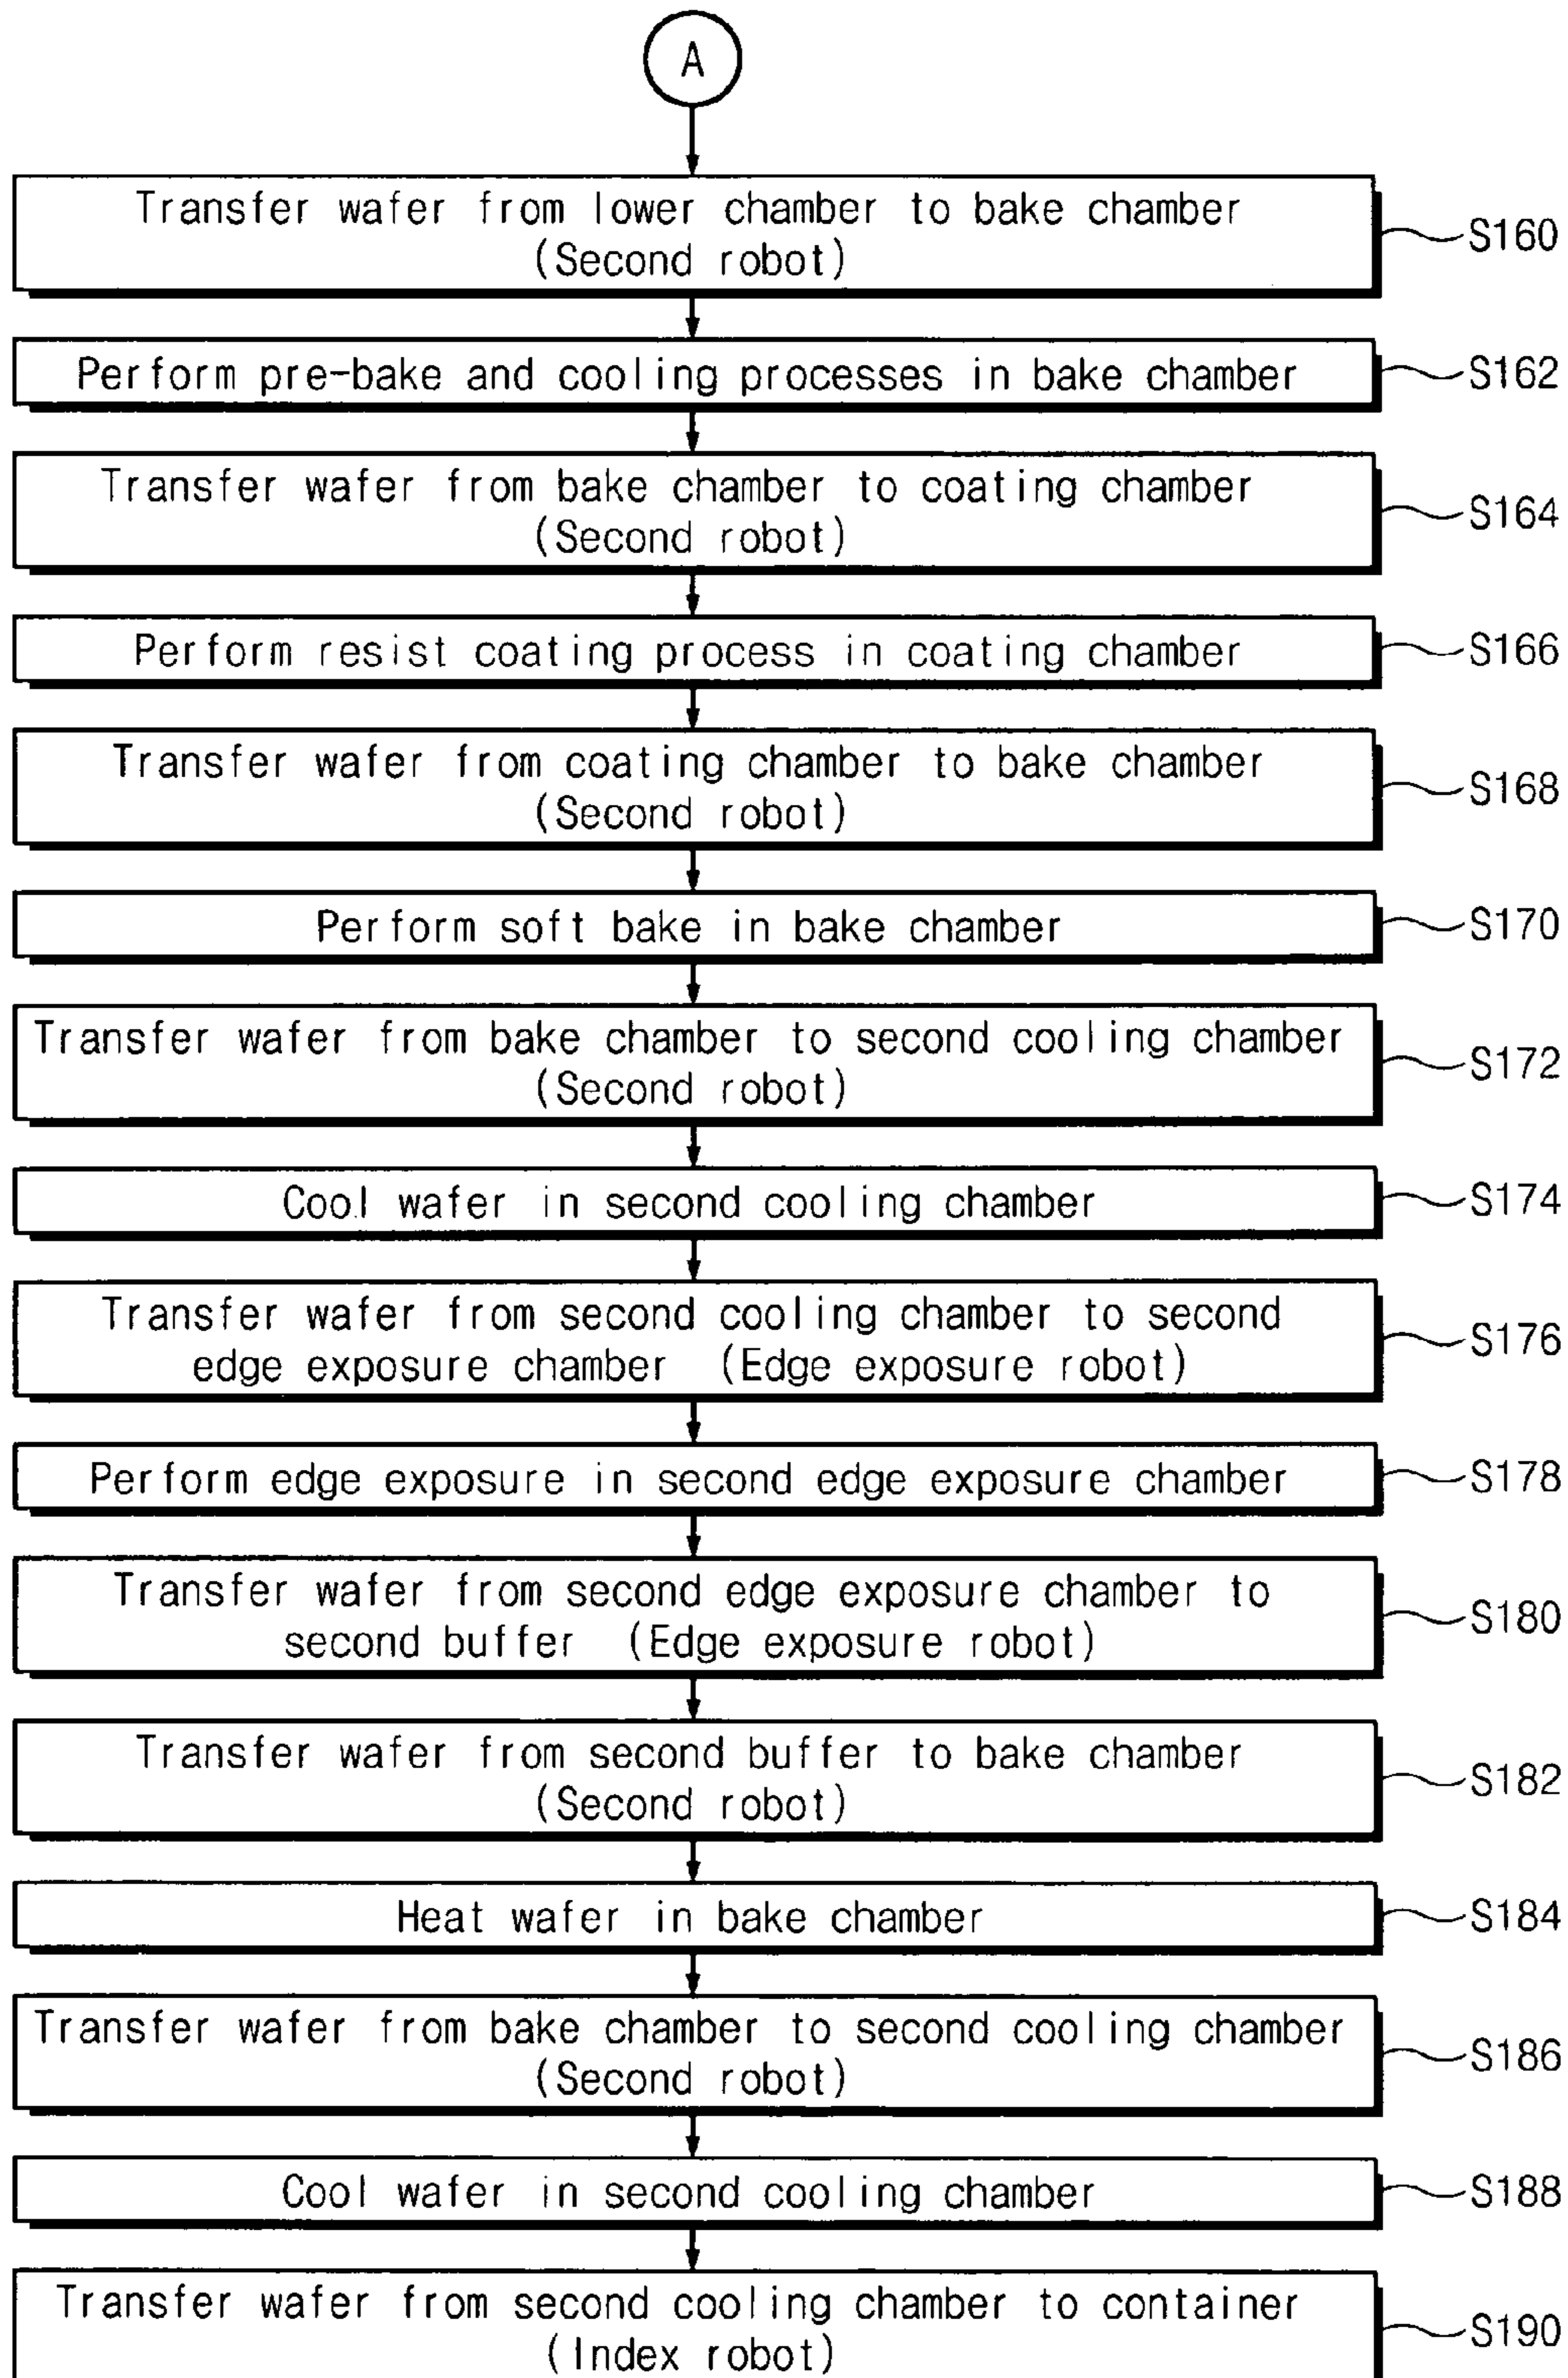 A
Transfer wafer from lower chamber to bake chamber
(Second robot)
S160
Perform pre-bake and cooling processes in bake chamber
S162
Transfer wafer from bake chamber to coating chamber
(Second robot)
S164
Perform resist coating process in coating chamber
S166
Transfer wafer from coating chamber to bake chamber
(Second robot)
S168
Perform soft bake in bake chamber
S170
Transfer wafer from bake chamber to second cooling chamber
(Second robot)
S172
Cool wafer in second cooling chamber
S174
Transfer wafer from second cooling chamber to second
edge exposure chamber (Edge exposure robot)
S176
Perform edge exposure in second edge exposure chamber
S178
Transfer wafer from second edge exposure chamber to
second buffer (Edge exposure robot)
S180
Transfer wafer from second buffer to bake chamber
(Second robot)
S182
Heat wafer in bake chamber
S184
Transfer wafer from bake chamber to second cooling chamber
(Second robot)
S186
Cool wafer in second cooling chamber
S188
Transfer wafer from second cooling chamber to container
(Index robot)
S190